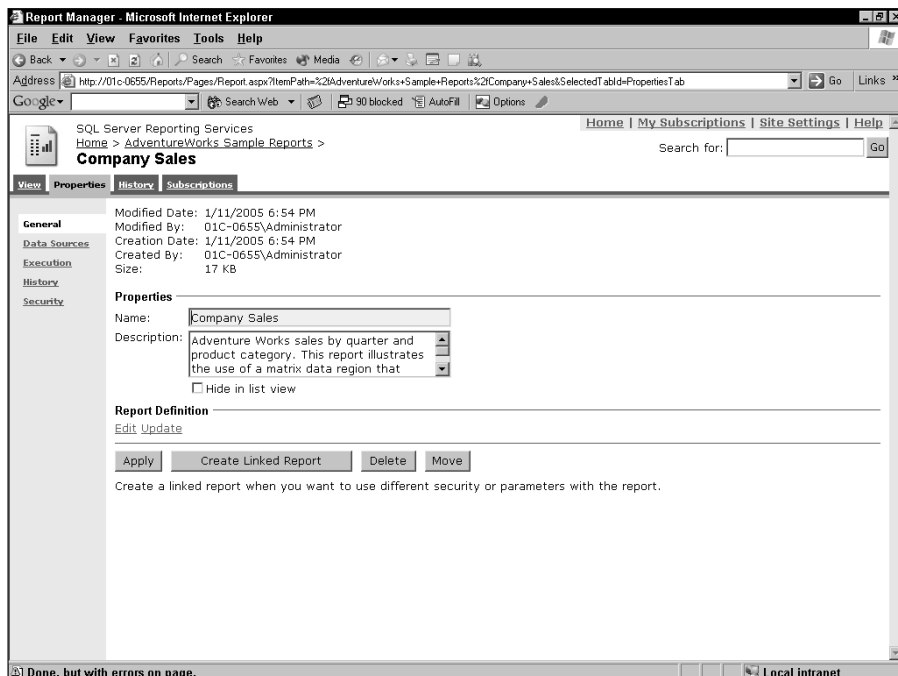 Report Manager - Microsoft Internet Explorer
File Edit View Favorites Tools Help
Back Search Favorites Media
Address http://01c-0655/Reports/Pages/Report.aspx?ItemPath=%2fAdventureWorks+Sample+Reports%2fCompany+Sales&SelectedTabId=PropertiesTab Go Links »
Google Search Web 90 blocked AutoFill Options
SQL Server Reporting Services
Home | My Subscriptions | Site Settings | Help
Home > AdventureWorks Sample Reports >
Company Sales
Search for: Go
View Properties History Subscriptions
General
Data Sources
Execution
History
Security
Modified Date: 1/11/2005 6:54 PM
Modified By: 01C-0655\Administrator
Creation Date: 1/11/2005 6:54 PM
Created By: 01C-0655\Administrator
Size: 17 KB
Properties
Name: Company Sales
Description: Adventure Works sales by quarter and
product category. This report illustrates
the use of a matrix data region that
Hide in list view
Report Definition
Edit Update
Apply Create Linked Report Delete Move
Create a linked report when you want to use different security or parameters with the report.
Done, but with errors on page. Local intranet